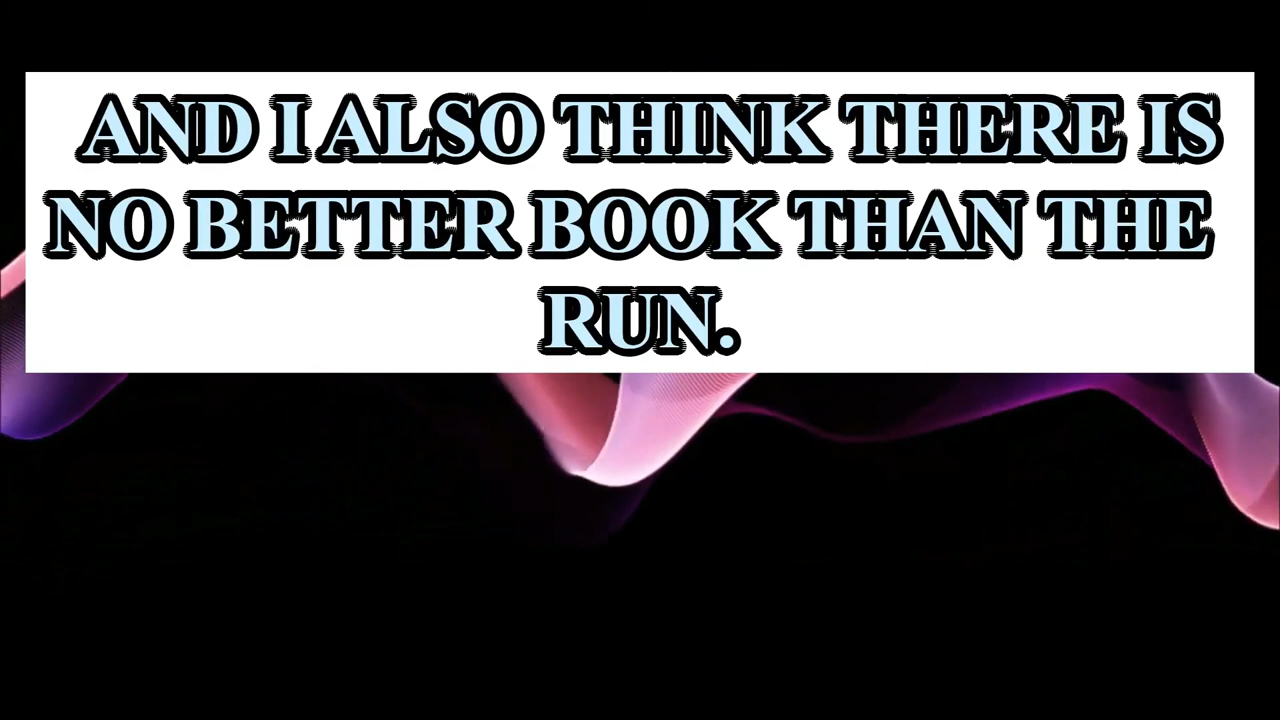 AND I ALSO THINK THERE IS
NO BETTER BOOK THAN THE
RUN.